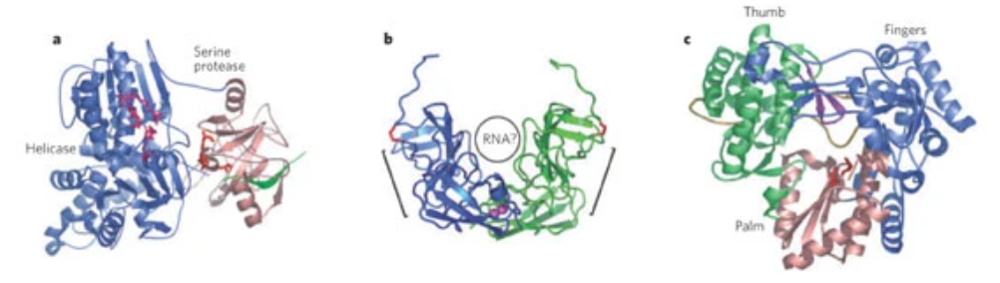 a
Serine
protease
Helicase
b
RNA?
c
Thumb
Fingers
Palm